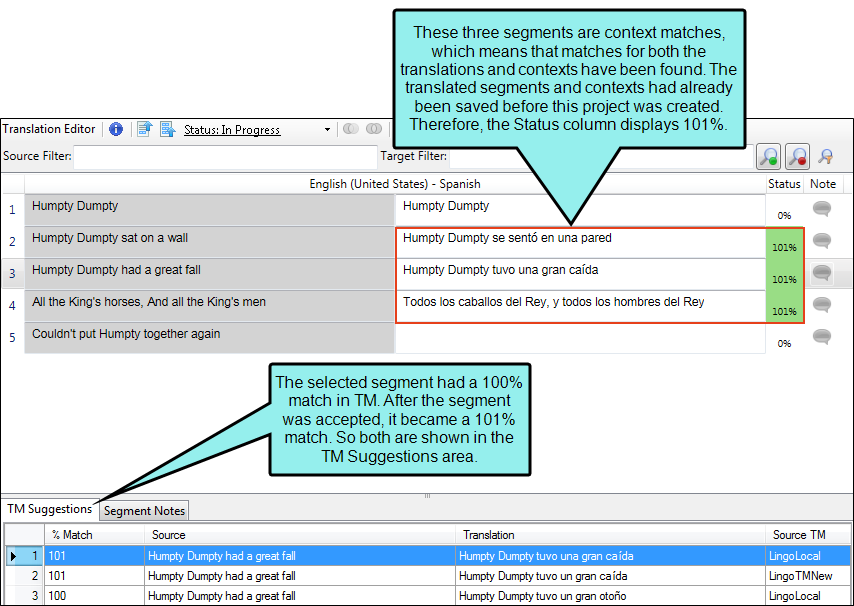 These three segments are context matches,
which means that matches for both the
translations and contexts have been found. The
translated segments and contexts had already
been saved before this project was created.
Therefore, the Status column displays 101%.
Translation Editor Status: In Progress
Source Filter: Target Filter:
English (United States) - Spanish Status Note
1 Humpty Dumpty Humpty Dumpty 0%
2 Humpty Dumpty sat on a wall Humpty Dumpty se sentó en una pared 101%
3 Humpty Dumpty had a great fall Humpty Dumpty tuvo una gran caída 101%
4 All the King's horses, And all the King's men Todos los caballos del Rey, y todos los hombres del Rey 101%
5 Couldn't put Humpty together again 0%
The selected segment had a 100%
match in TM. After the segment
was accepted, it became a 101%
match. So both are shown in the
TM Suggestions area.
TM Suggestions Segment Notes
% Match Source Translation Source TM
1 101 Humpty Dumpty had a great fall Humpty Dumpty tuvo una gran caída LingoLocal
2 101 Humpty Dumpty had a great fall Humpty Dumpty tuvo un gran caída LingoTMNew
3 100 Humpty Dumpty had a great fall Humpty Dumpty tuvo un gran otoño LingoLocal